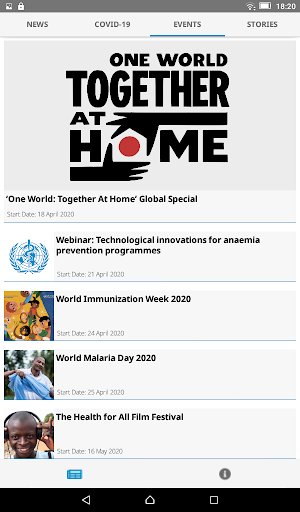 18:20
NEWS
COVID-19
EVENTS
STORIES
ONE WORLD
TOGETHER
AT
HOME
'One World: Together At Home' Global Special
Start Date: 18 April 2020
Webinar: Technological innovations for anaemia
prevention programmes
Start Date: 21 April 2020
World Immunization Week 2020
Start Date: 24 April 2020
World Malaria Day 2020
Start Date: 25 April 2020
The Health for All Film Festival
Start Date: 16 May 2020